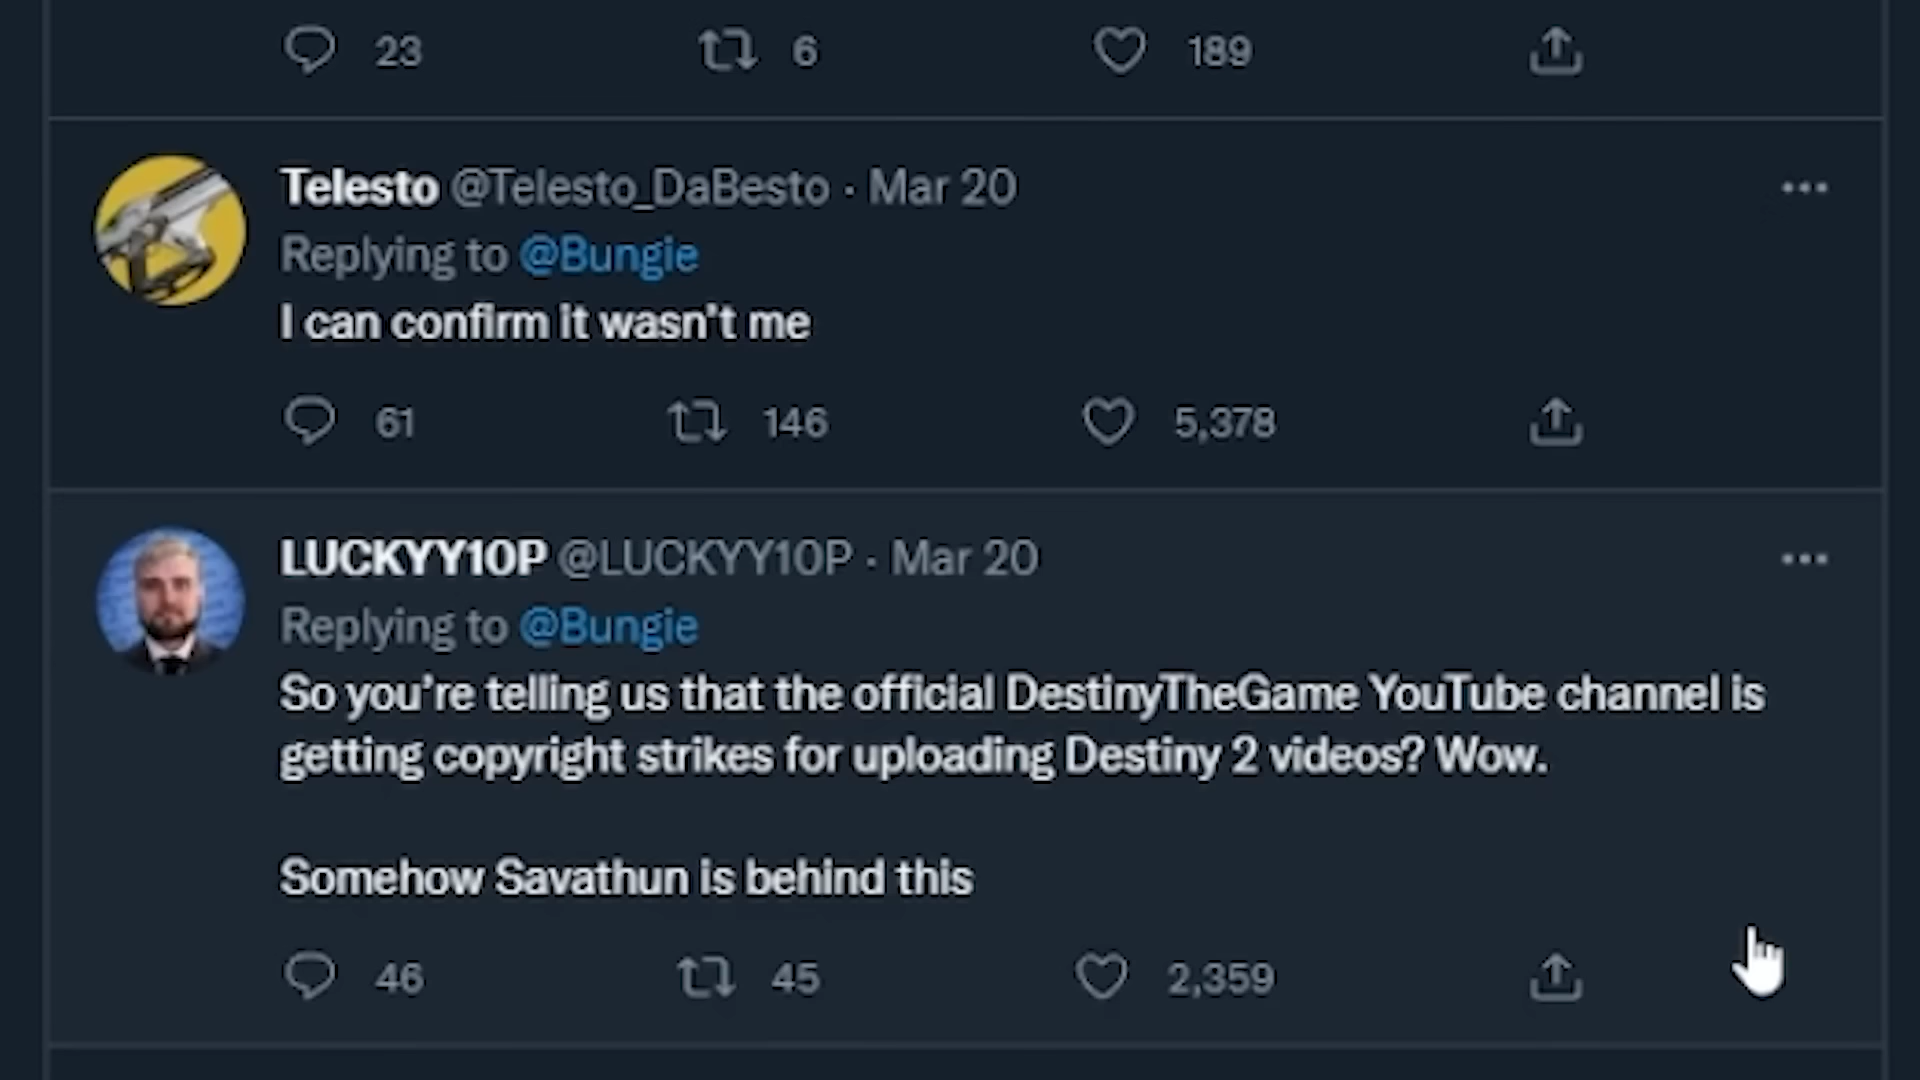 23 6 189
Telesto @Telesto_DaBesto · Mar 20
Replying to @Bungie
I can confirm it wasn't me
61 146 5,378
LUCKYY10P @LUCKYY10P · Mar 20
Replying to @Bungie
So you're telling us that the official DestinyTheGame YouTube channel is
getting copyright strikes for uploading Destiny 2 videos? Wow.
Somehow Savathun is behind this
46 45 2,359